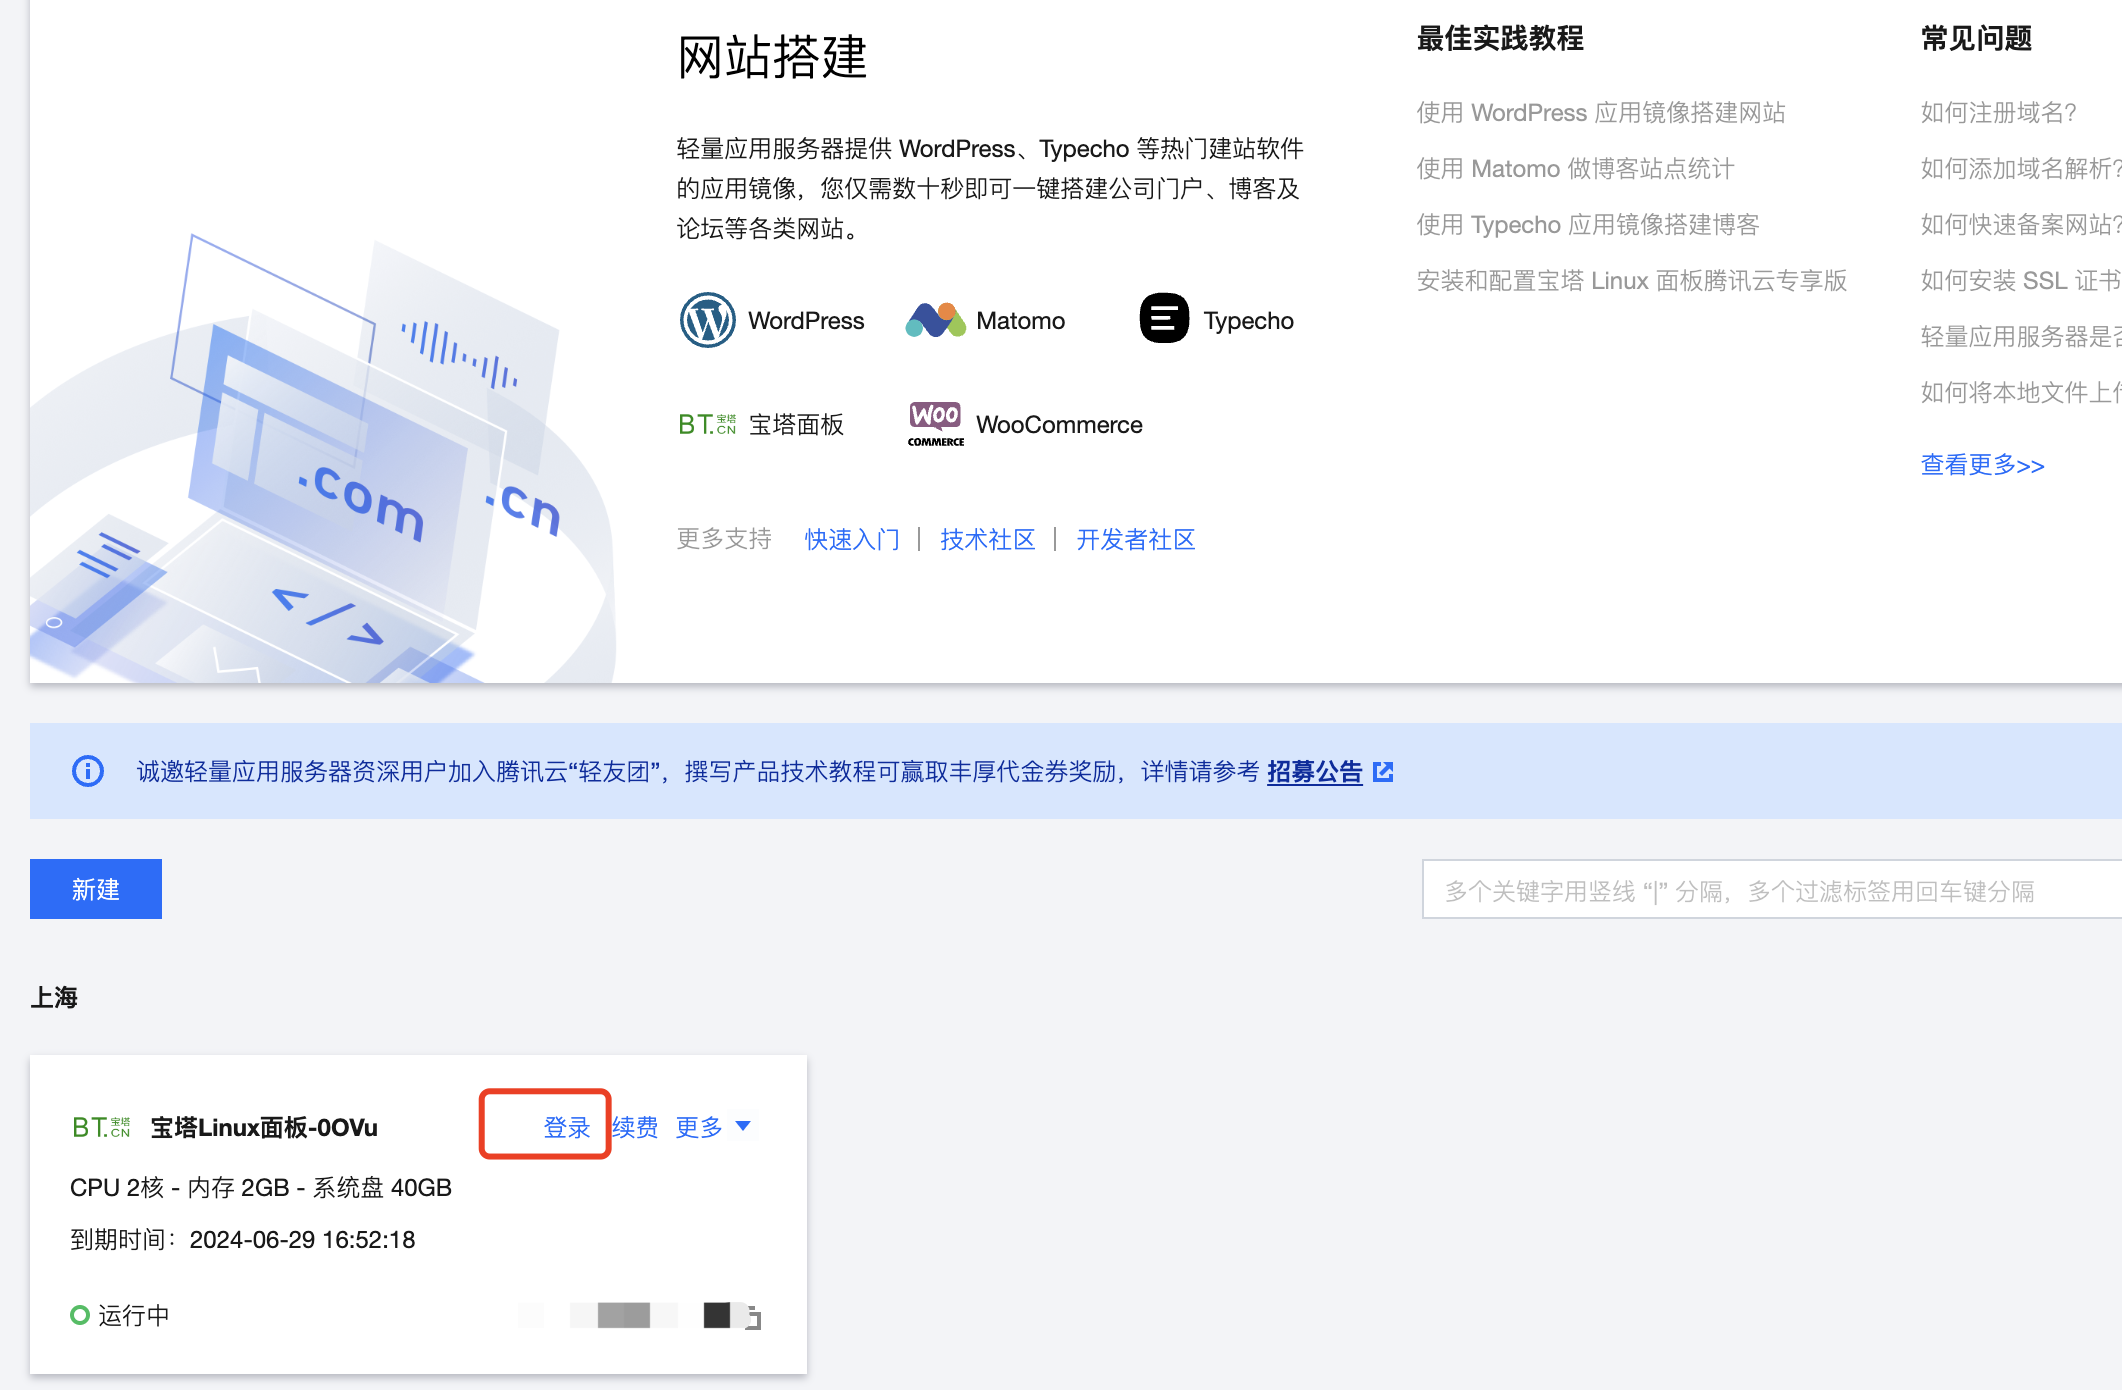 网站搭建
轻量应用服务器提供 WordPress、Typecho 等热门建站软件
的应用镜像，您仅需数十秒即可一键搭建公司门户、博客及
论坛等各类网站。
WordPress
Matomo
Typecho
BT.CN 宝塔 宝塔面板
WOO COMMERCE WooCommerce
更多支持 快速入门 | 技术社区 | 开发者社区
.com
.cn
</>
最佳实践教程
使用 WordPress 应用镜像搭建网站
使用 Matomo 做博客站点统计
使用 Typecho 应用镜像搭建博客
安装和配置宝塔 Linux 面板腾讯云专享版
常见问题
如何注册域名？
如何添加域名解析？
如何快速备案网站？
如何安装 SSL 证书
轻量应用服务器是否
如何将本地文件上传
查看更多>>
诚邀轻量应用服务器资深用户加入腾讯云“轻友团”，撰写产品技术教程可赢取丰厚代金券奖励，详情请参考 招募公告
新建
多个关键字用竖线 “|” 分隔，多个过滤标签用回车键分隔
上海
BT.CN 宝塔 宝塔Linux面板-0OVu 登录 续费 更多
CPU 2核 - 内存 2GB - 系统盘 40GB
到期时间：2024-06-29 16:52:18
运行中